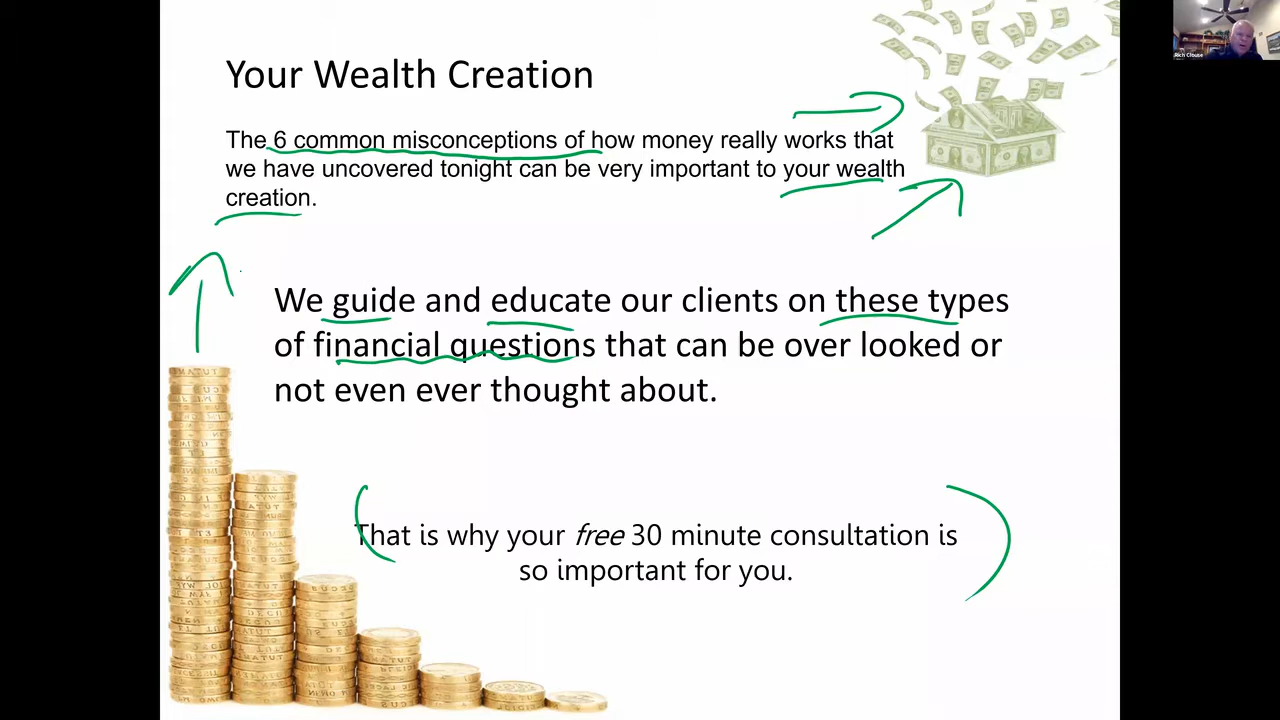 Rich Clouse
Your Wealth Creation
The 6 common misconceptions of how money really works that
we have uncovered tonight can be very important to your wealth
creation.
We guide and educate our clients on these types
of financial questions that can be over looked or
not even ever thought about.
That is why your free 30 minute consultation is
so important for you.